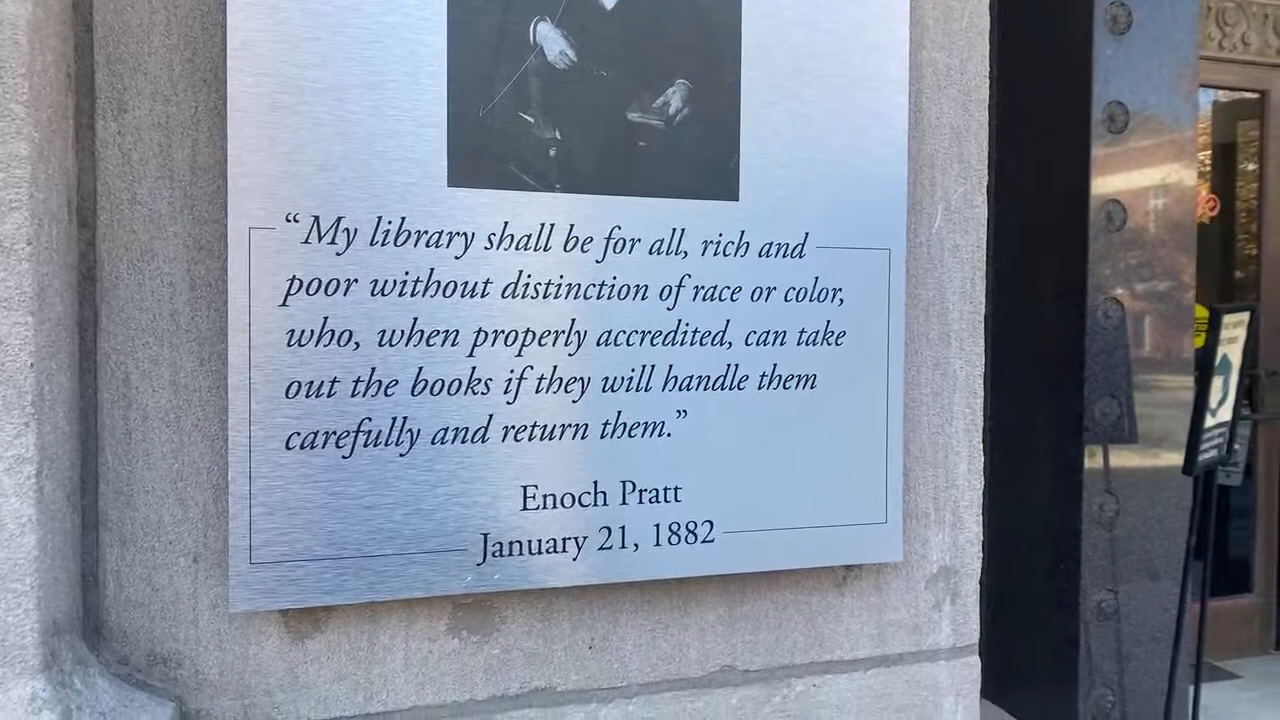 “My library shall be for all, rich and
poor without distinction of race or color,
who, when properly accredited, can take
out the books if they will handle them
carefully and return them.”
Enoch Pratt
January 21, 1882